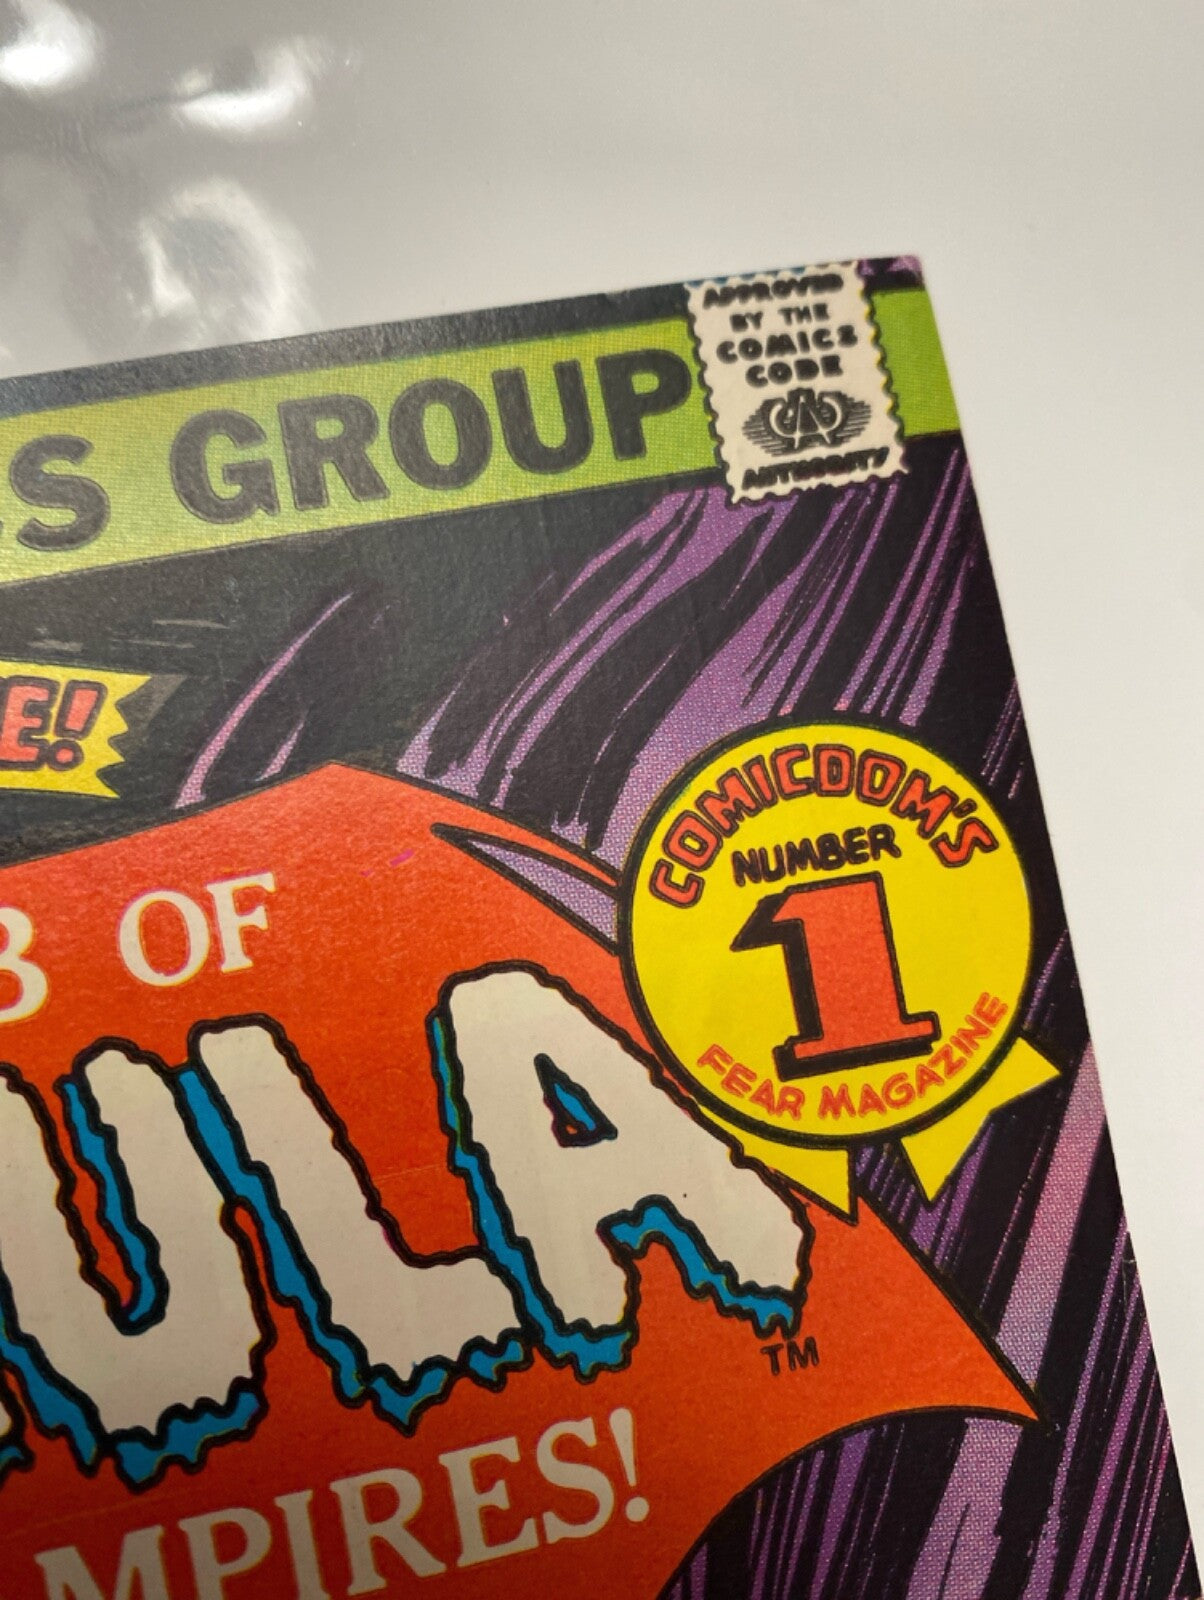 S GROUP
APPROVED
BY THE
COMICS
CODE
AUTHORITY
E!
COMICDOM'S
NUMBER
1
FEAR MAGAZINE
B OF
ULA
TM
MPIRES!